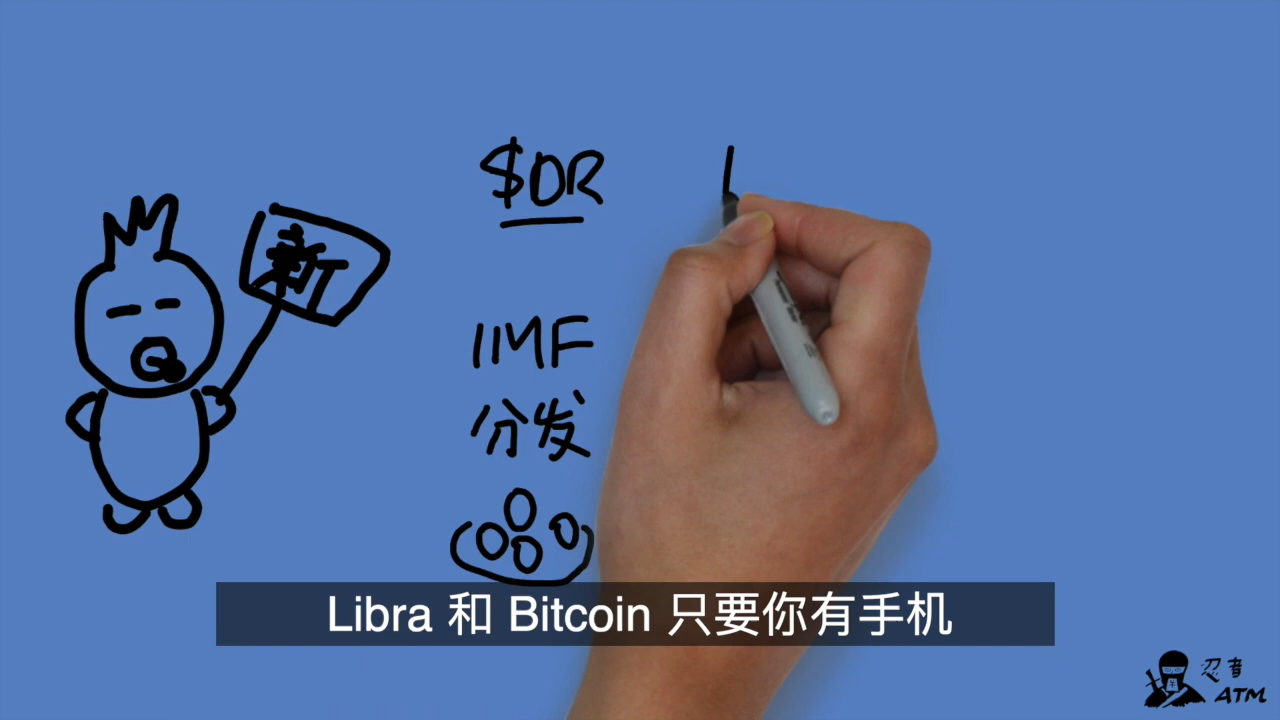 新
$DR
IMF
分发
Libra 和 Bitcoin 只要你有手机
忍者
ATM